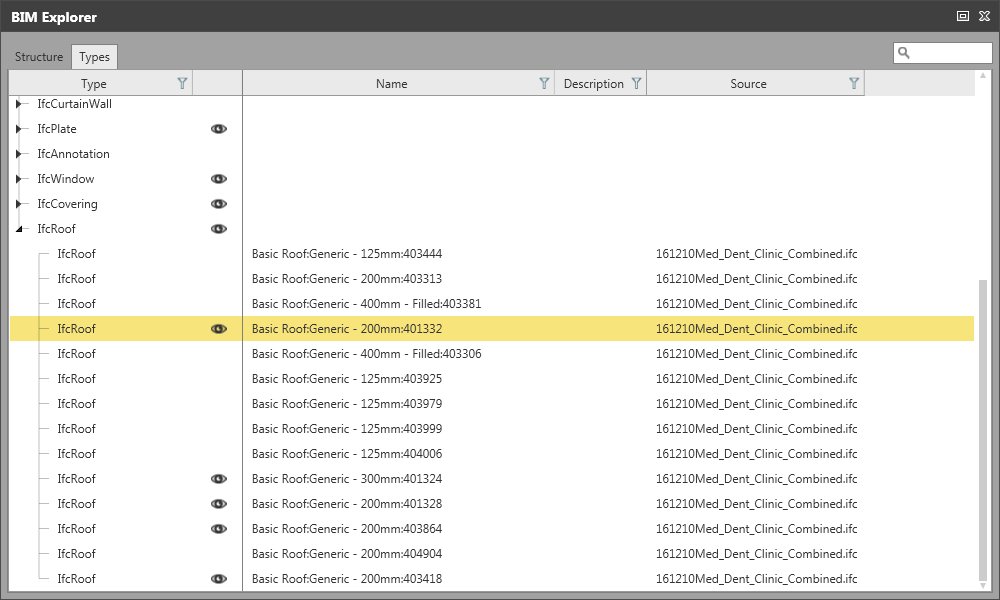 BIM Explorer
Structure Types
Type Name Description Source
IfcCurtainWall
IfcPlate
IfcAnnotation
IfcWindow
IfcCovering
IfcRoof
IfcRoof Basic Roof:Generic - 125mm:403444 161210Med_Dent_Clinic_Combined.ifc
IfcRoof Basic Roof:Generic - 200mm:403313 161210Med_Dent_Clinic_Combined.ifc
IfcRoof Basic Roof:Generic - 400mm - Filled:403381 161210Med_Dent_Clinic_Combined.ifc
IfcRoof Basic Roof:Generic - 200mm:401332 161210Med_Dent_Clinic_Combined.ifc
IfcRoof Basic Roof:Generic - 400mm - Filled:403306 161210Med_Dent_Clinic_Combined.ifc
IfcRoof Basic Roof:Generic - 125mm:403925 161210Med_Dent_Clinic_Combined.ifc
IfcRoof Basic Roof:Generic - 125mm:403979 161210Med_Dent_Clinic_Combined.ifc
IfcRoof Basic Roof:Generic - 125mm:403999 161210Med_Dent_Clinic_Combined.ifc
IfcRoof Basic Roof:Generic - 125mm:404006 161210Med_Dent_Clinic_Combined.ifc
IfcRoof Basic Roof:Generic - 300mm:401324 161210Med_Dent_Clinic_Combined.ifc
IfcRoof Basic Roof:Generic - 200mm:401328 161210Med_Dent_Clinic_Combined.ifc
IfcRoof Basic Roof:Generic - 200mm:403864 161210Med_Dent_Clinic_Combined.ifc
IfcRoof Basic Roof:Generic - 200mm:404904 161210Med_Dent_Clinic_Combined.ifc
IfcRoof Basic Roof:Generic - 200mm:403418 161210Med_Dent_Clinic_Combined.ifc